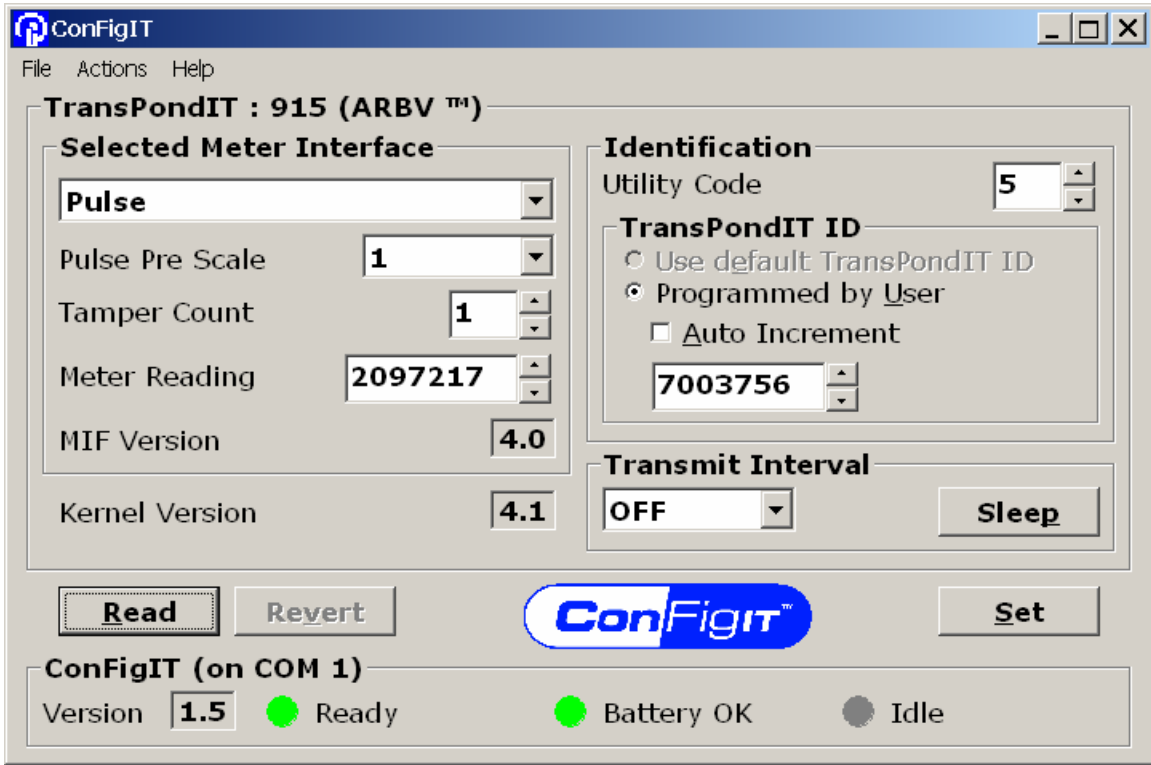 ConFigIT
File Actions Help
TransPondIT : 915 (ARBV ™)
Selected Meter Interface
Pulse
Pulse Pre Scale 1
Tamper Count 1
Meter Reading 2097217
MIF Version 4.0
Kernel Version 4.1
Identification
Utility Code 5
TransPondIT ID
Use default TransPondIT ID
Programmed by User
Auto Increment
7003756
Transmit Interval
OFF Sleep
Read Revert ConFigIT™ Set
ConFigIT (on COM 1)
Version 1.5 Ready Battery OK Idle